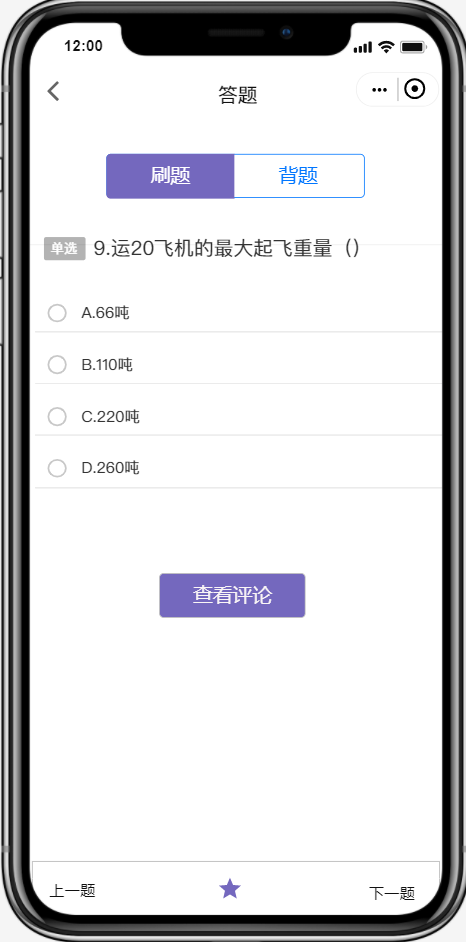 12:00
答题
刷题 背题
单选 9.运20飞机的最大起飞重量（）
A.66吨
B.110吨
C.220吨
D.260吨
查看评论
上一题 下一题